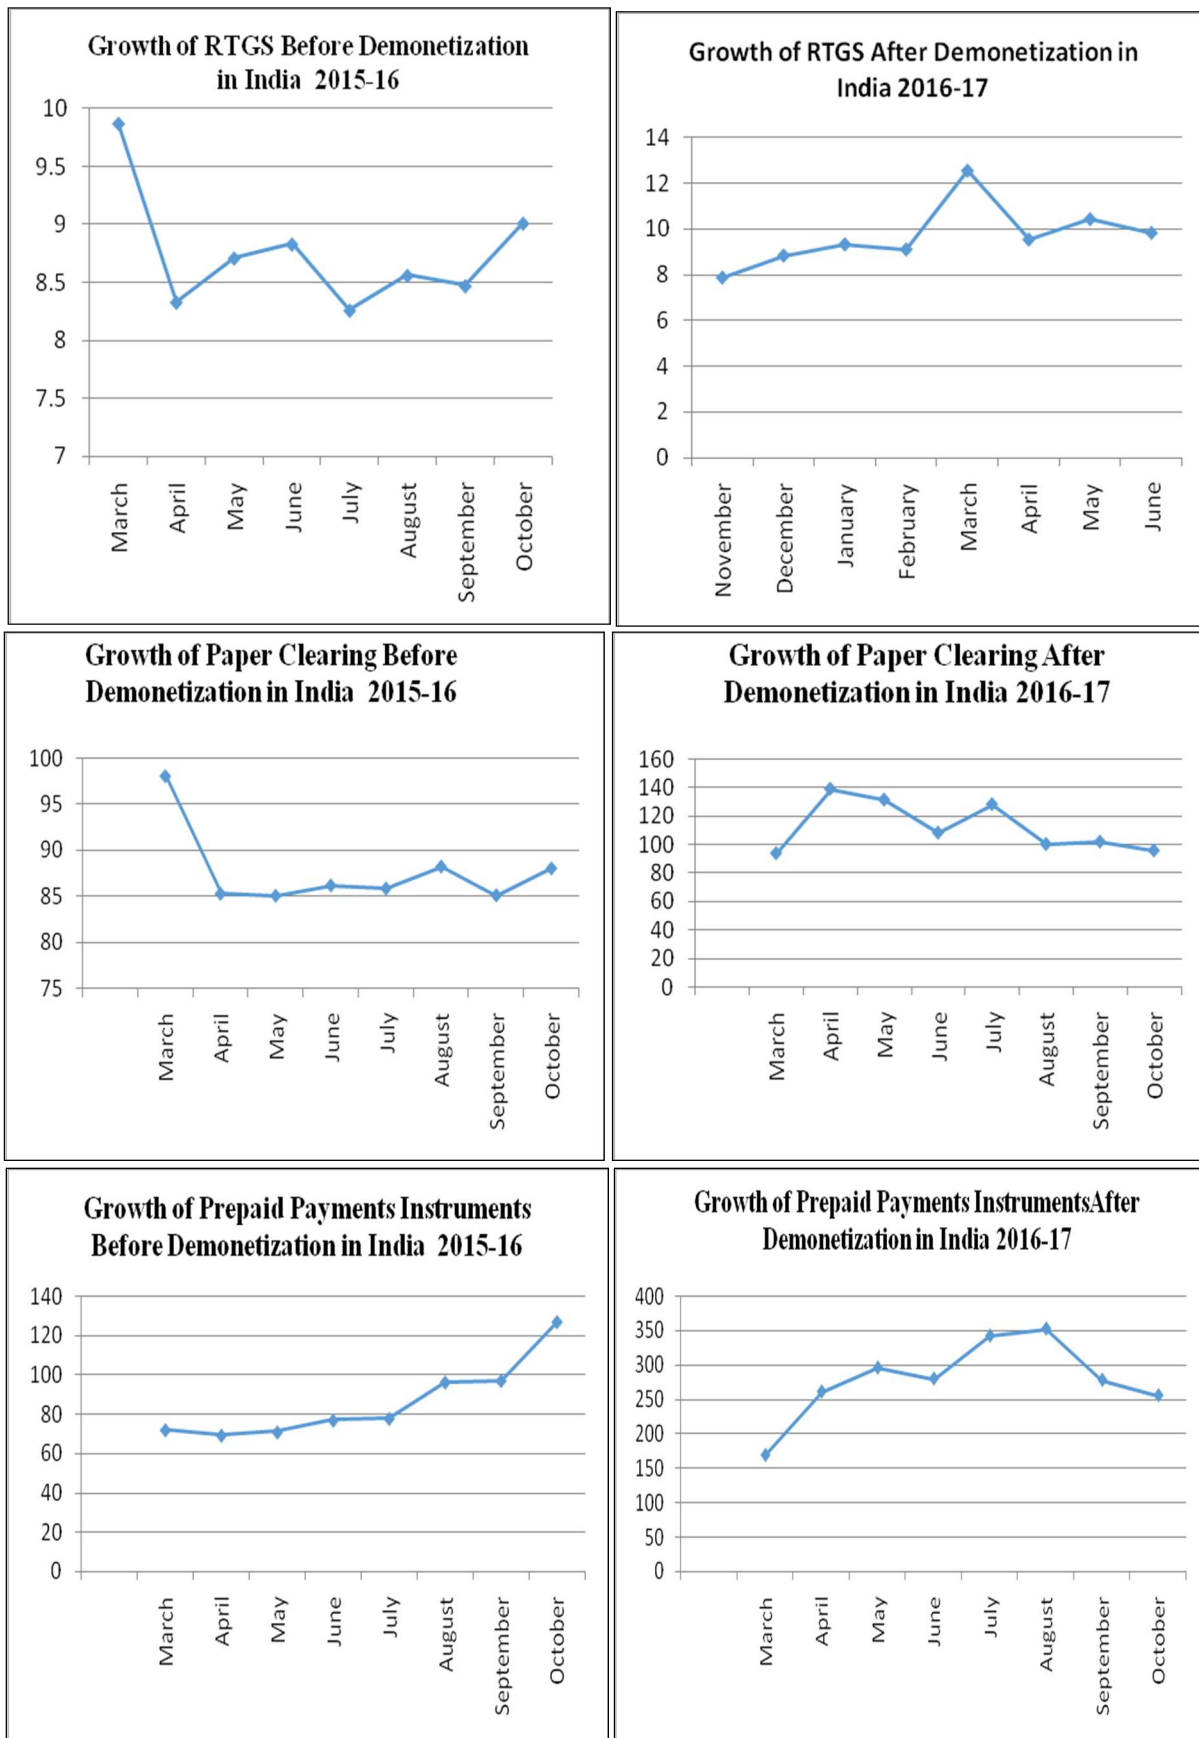 Growth of RTGS Before Demonetization
in India 2015-16
10
9.5
9
8.5
8
7.5
7
March
April
May
June
July
August
September
October
Growth of RTGS After Demonetization in
India 2016-17
14
12
10
8
6
4
2
0
November
December
January
February
March
April
May
June
Growth of Paper Clearing Before
Demonetization in India 2015-16
100
95
90
85
80
75
March
April
May
June
July
August
September
October
Growth of Paper Clearing After
Demonetization in India 2016-17
160
140
120
100
80
60
40
20
0
March
April
May
June
July
August
September
October
Growth of Prepaid Payments Instruments
Before Demonetization in India 2015-16
140
120
100
80
60
40
20
0
March
April
May
June
July
August
September
October
Growth of Prepaid Payments InstrumentsAfter
Demonetization in India 2016-17
400
350
300
250
200
150
100
50
0
March
April
May
June
July
August
September
October